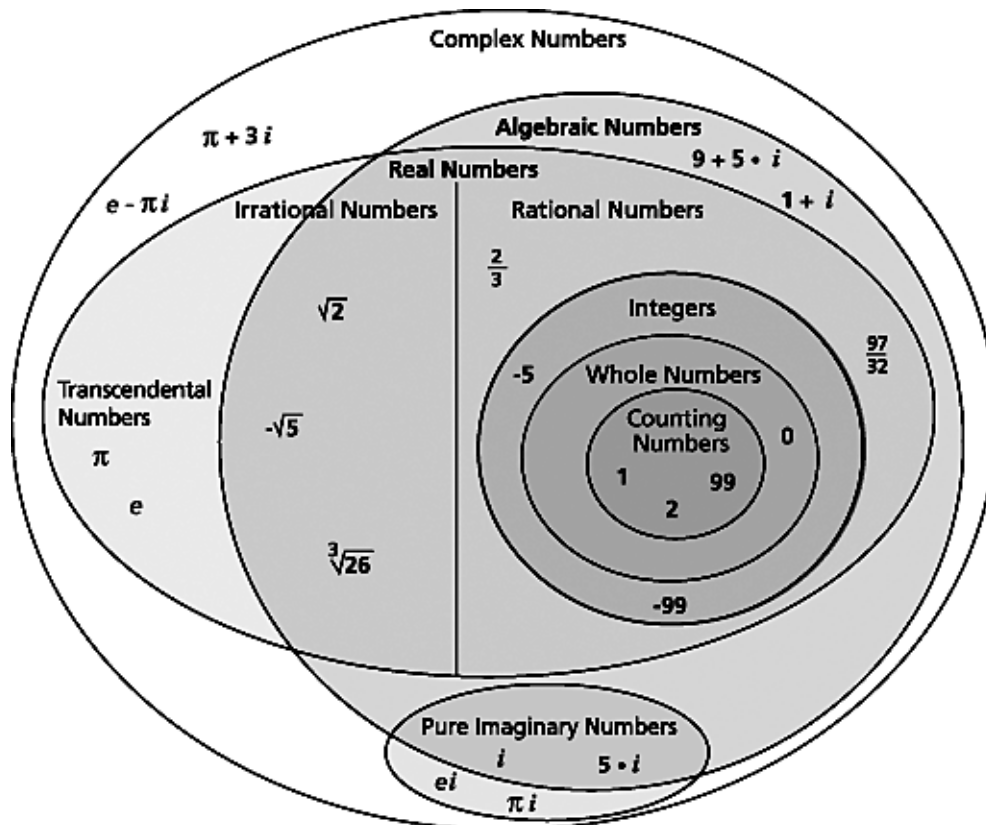 Complex Numbers
π + 3 i
Algebraic Numbers
9 + 5 • i
Real Numbers
e - π i
Irrational Numbers
Rational Numbers
1 + i
2/3
√2
Integers
97/32
-5
Whole Numbers
Transcendental
Numbers
Counting
Numbers
-√5
0
π
1
99
e
2
∛26
-99
Pure Imaginary Numbers
i
5 • i
e i
π i